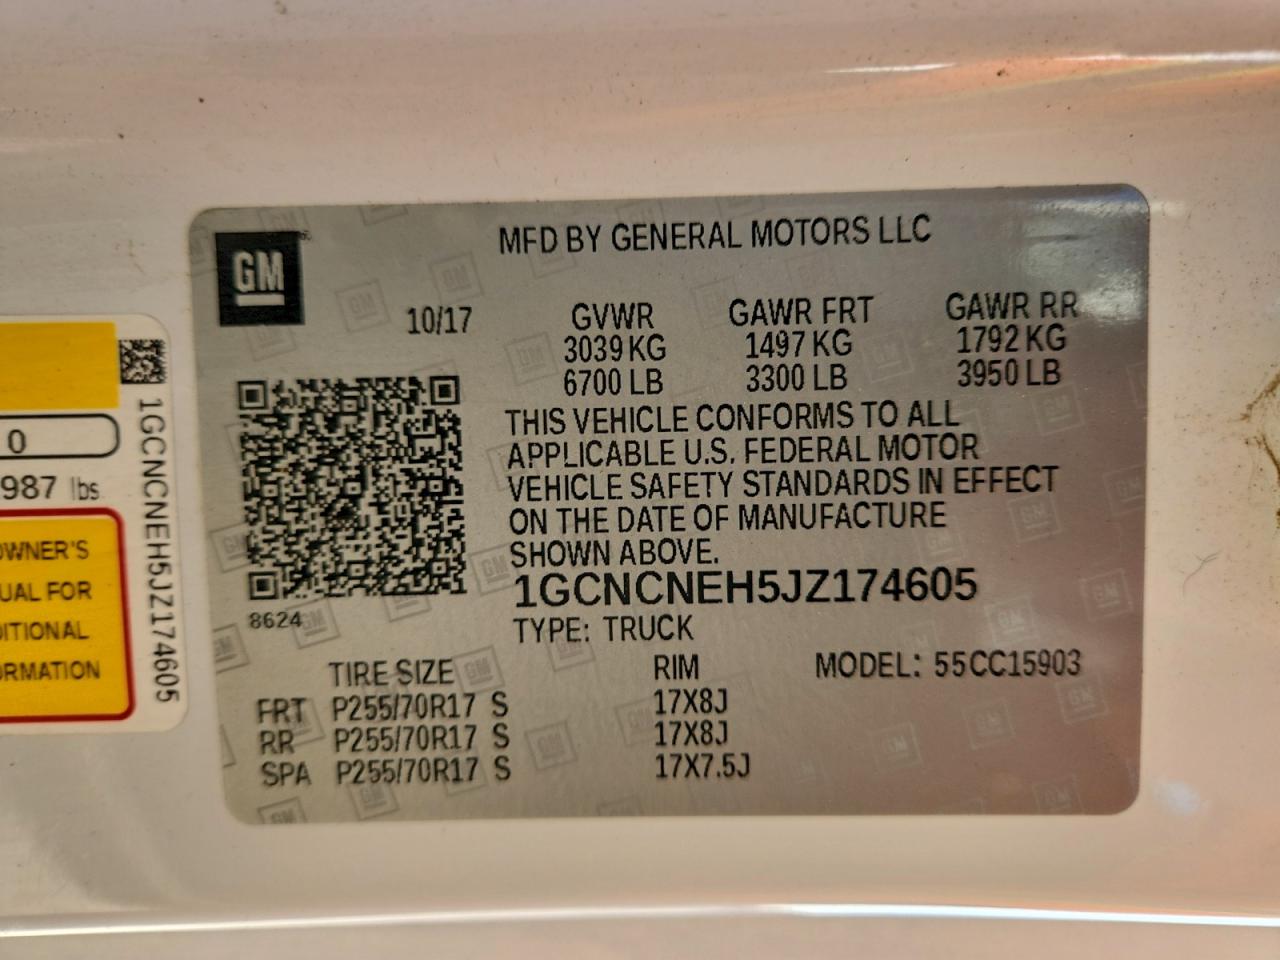 GM
MFD BY GENERAL MOTORS LLC
10/17
GVWR GAWR FRT GAWR RR
3039 KG 1497 KG 1792 KG
6700 LB 3300 LB 3950 LB
THIS VEHICLE CONFORMS TO ALL
APPLICABLE U.S. FEDERAL MOTOR
VEHICLE SAFETY STANDARDS IN EFFECT
ON THE DATE OF MANUFACTURE
SHOWN ABOVE.
1GCNCNEH5JZ174605
8624
TYPE: TRUCK
TIRE SIZE RIM MODEL: 55CC15903
FRT P255/70R17 S 17X8J
RR P255/70R17 S 17X8J
SPA P255/70R17 S 17X7.5J
0
987 lbs
OWNER'S
UAL FOR
DITIONAL
ORMATION
1GCNCNEH5JZ174605